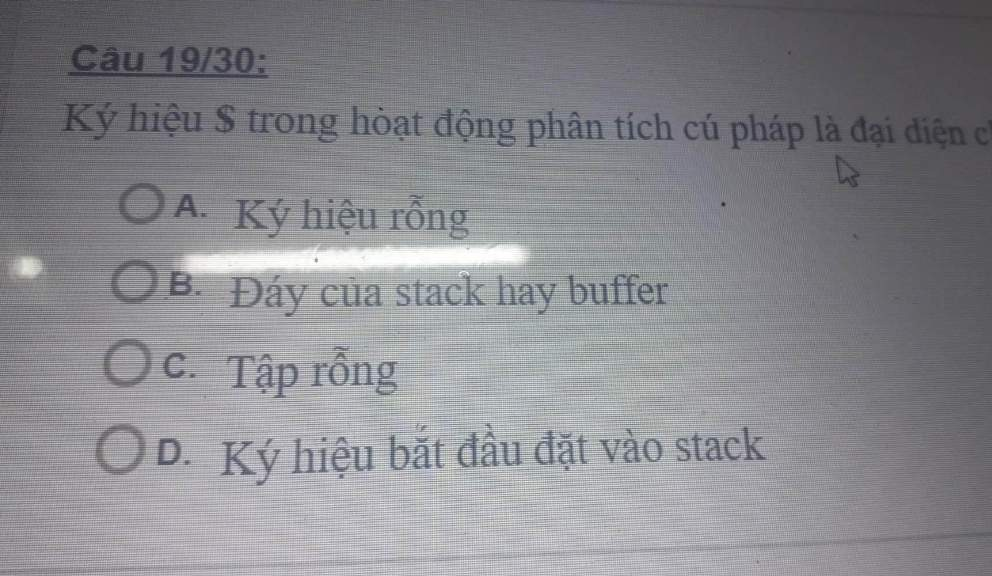 Câu 19/30:
Ký hiệu $ trong hoạt động phân tích cú pháp là đại diện
A. Ký hiệu rỗng
B. Đáy của stack hay buffer
C. Tập rỗng
D. Ký hiệu bắt đầu đặt vào stack